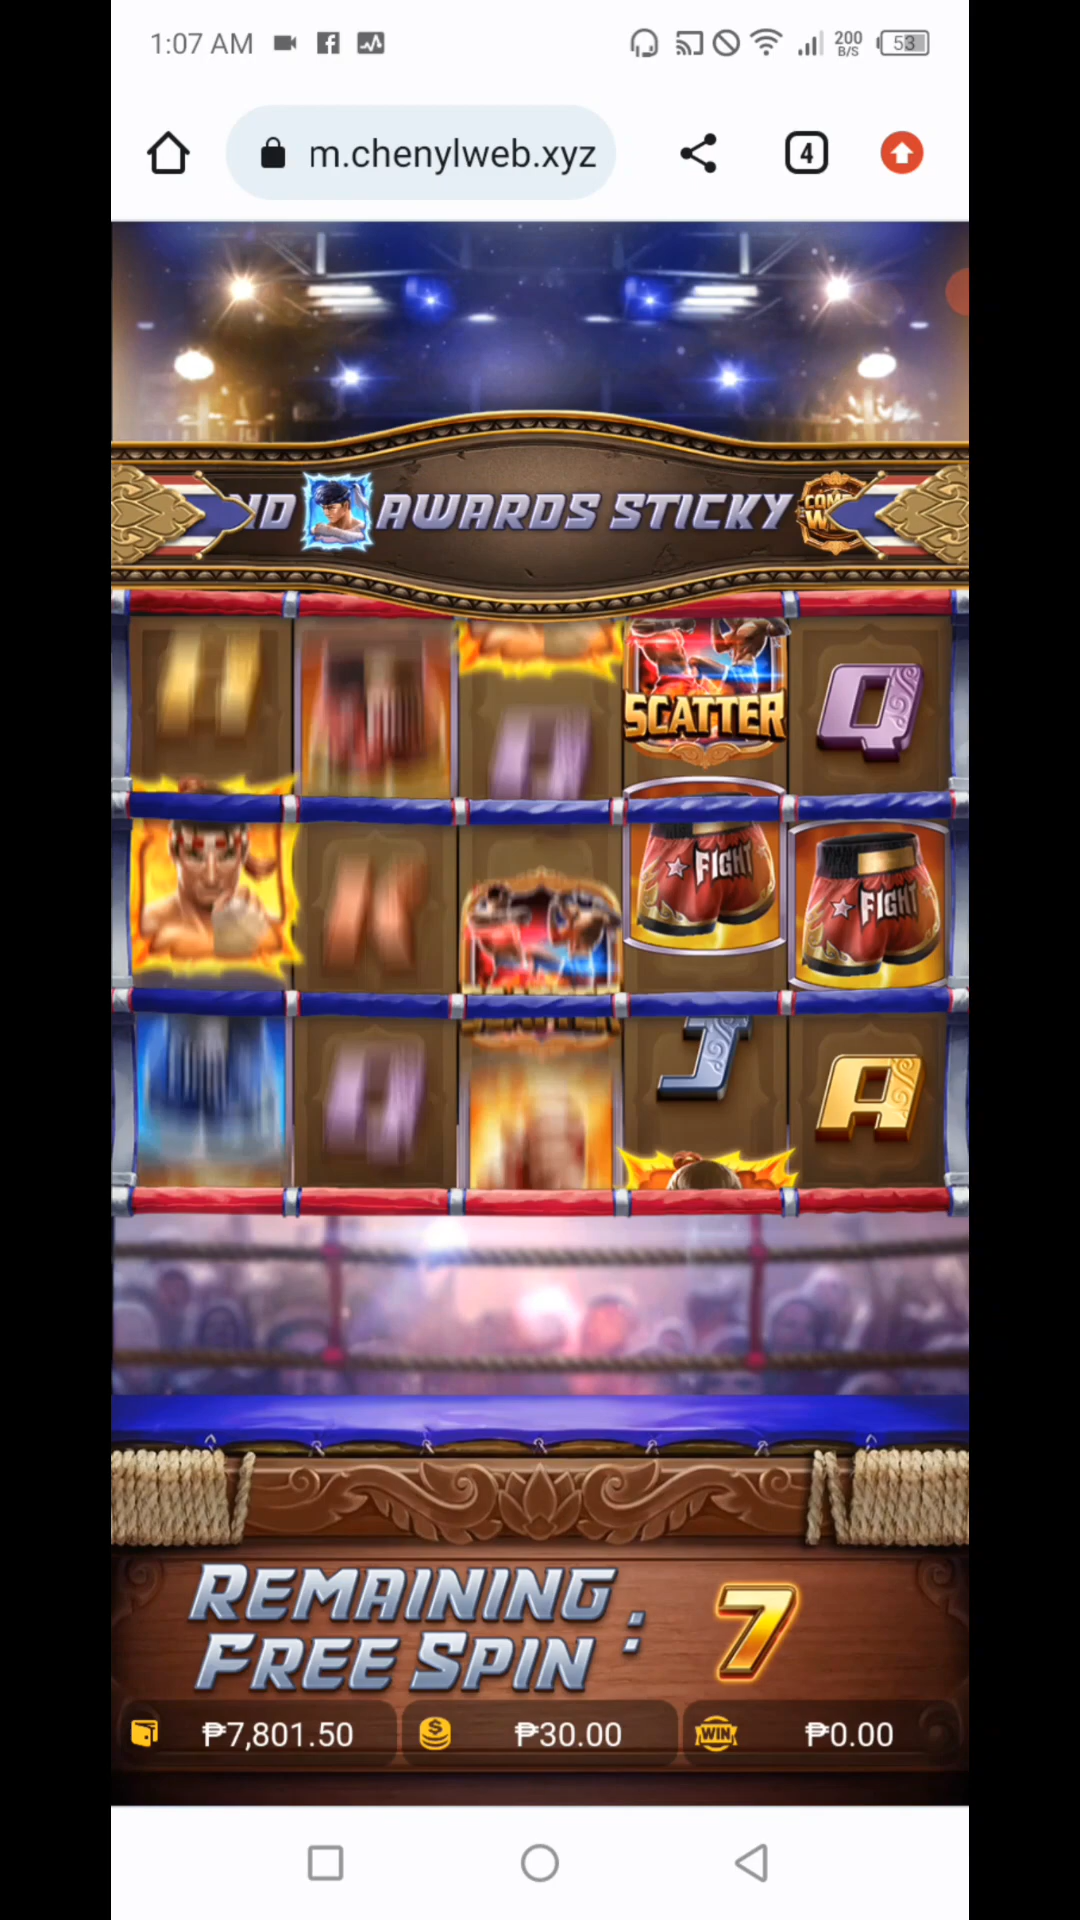 1:07 AM
200
B/S
53
m.chenylweb.xyz
4
AWARDS STICKY
SCATTER
Q
FIGHT
FIGHT
K
J
A
REMAINING
FREE SPIN : 7
₱7,801.50
₱30.00
WIN
₱0.00